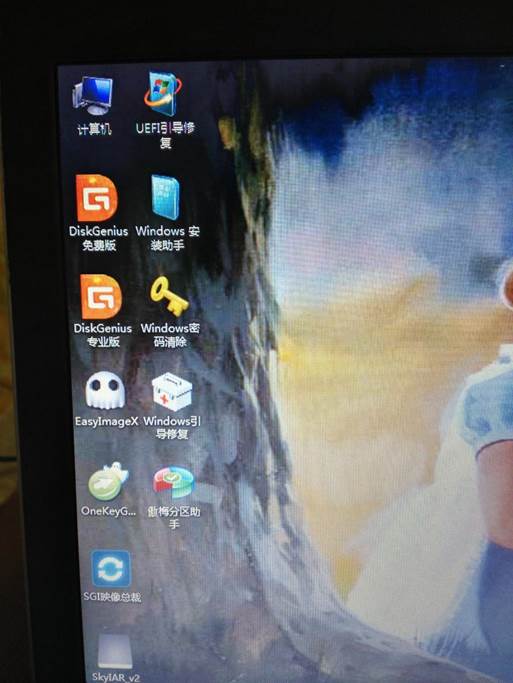 计算机
UEFI引导修
复
DiskGenius
免费版
Windows 安
装助手
DiskGenius
专业版
Windows密
码清除
EasyImageX
Windows引
导修复
OneKeyG...
傲梅分区助
手
SGI映像总裁
SkyIAR_v2